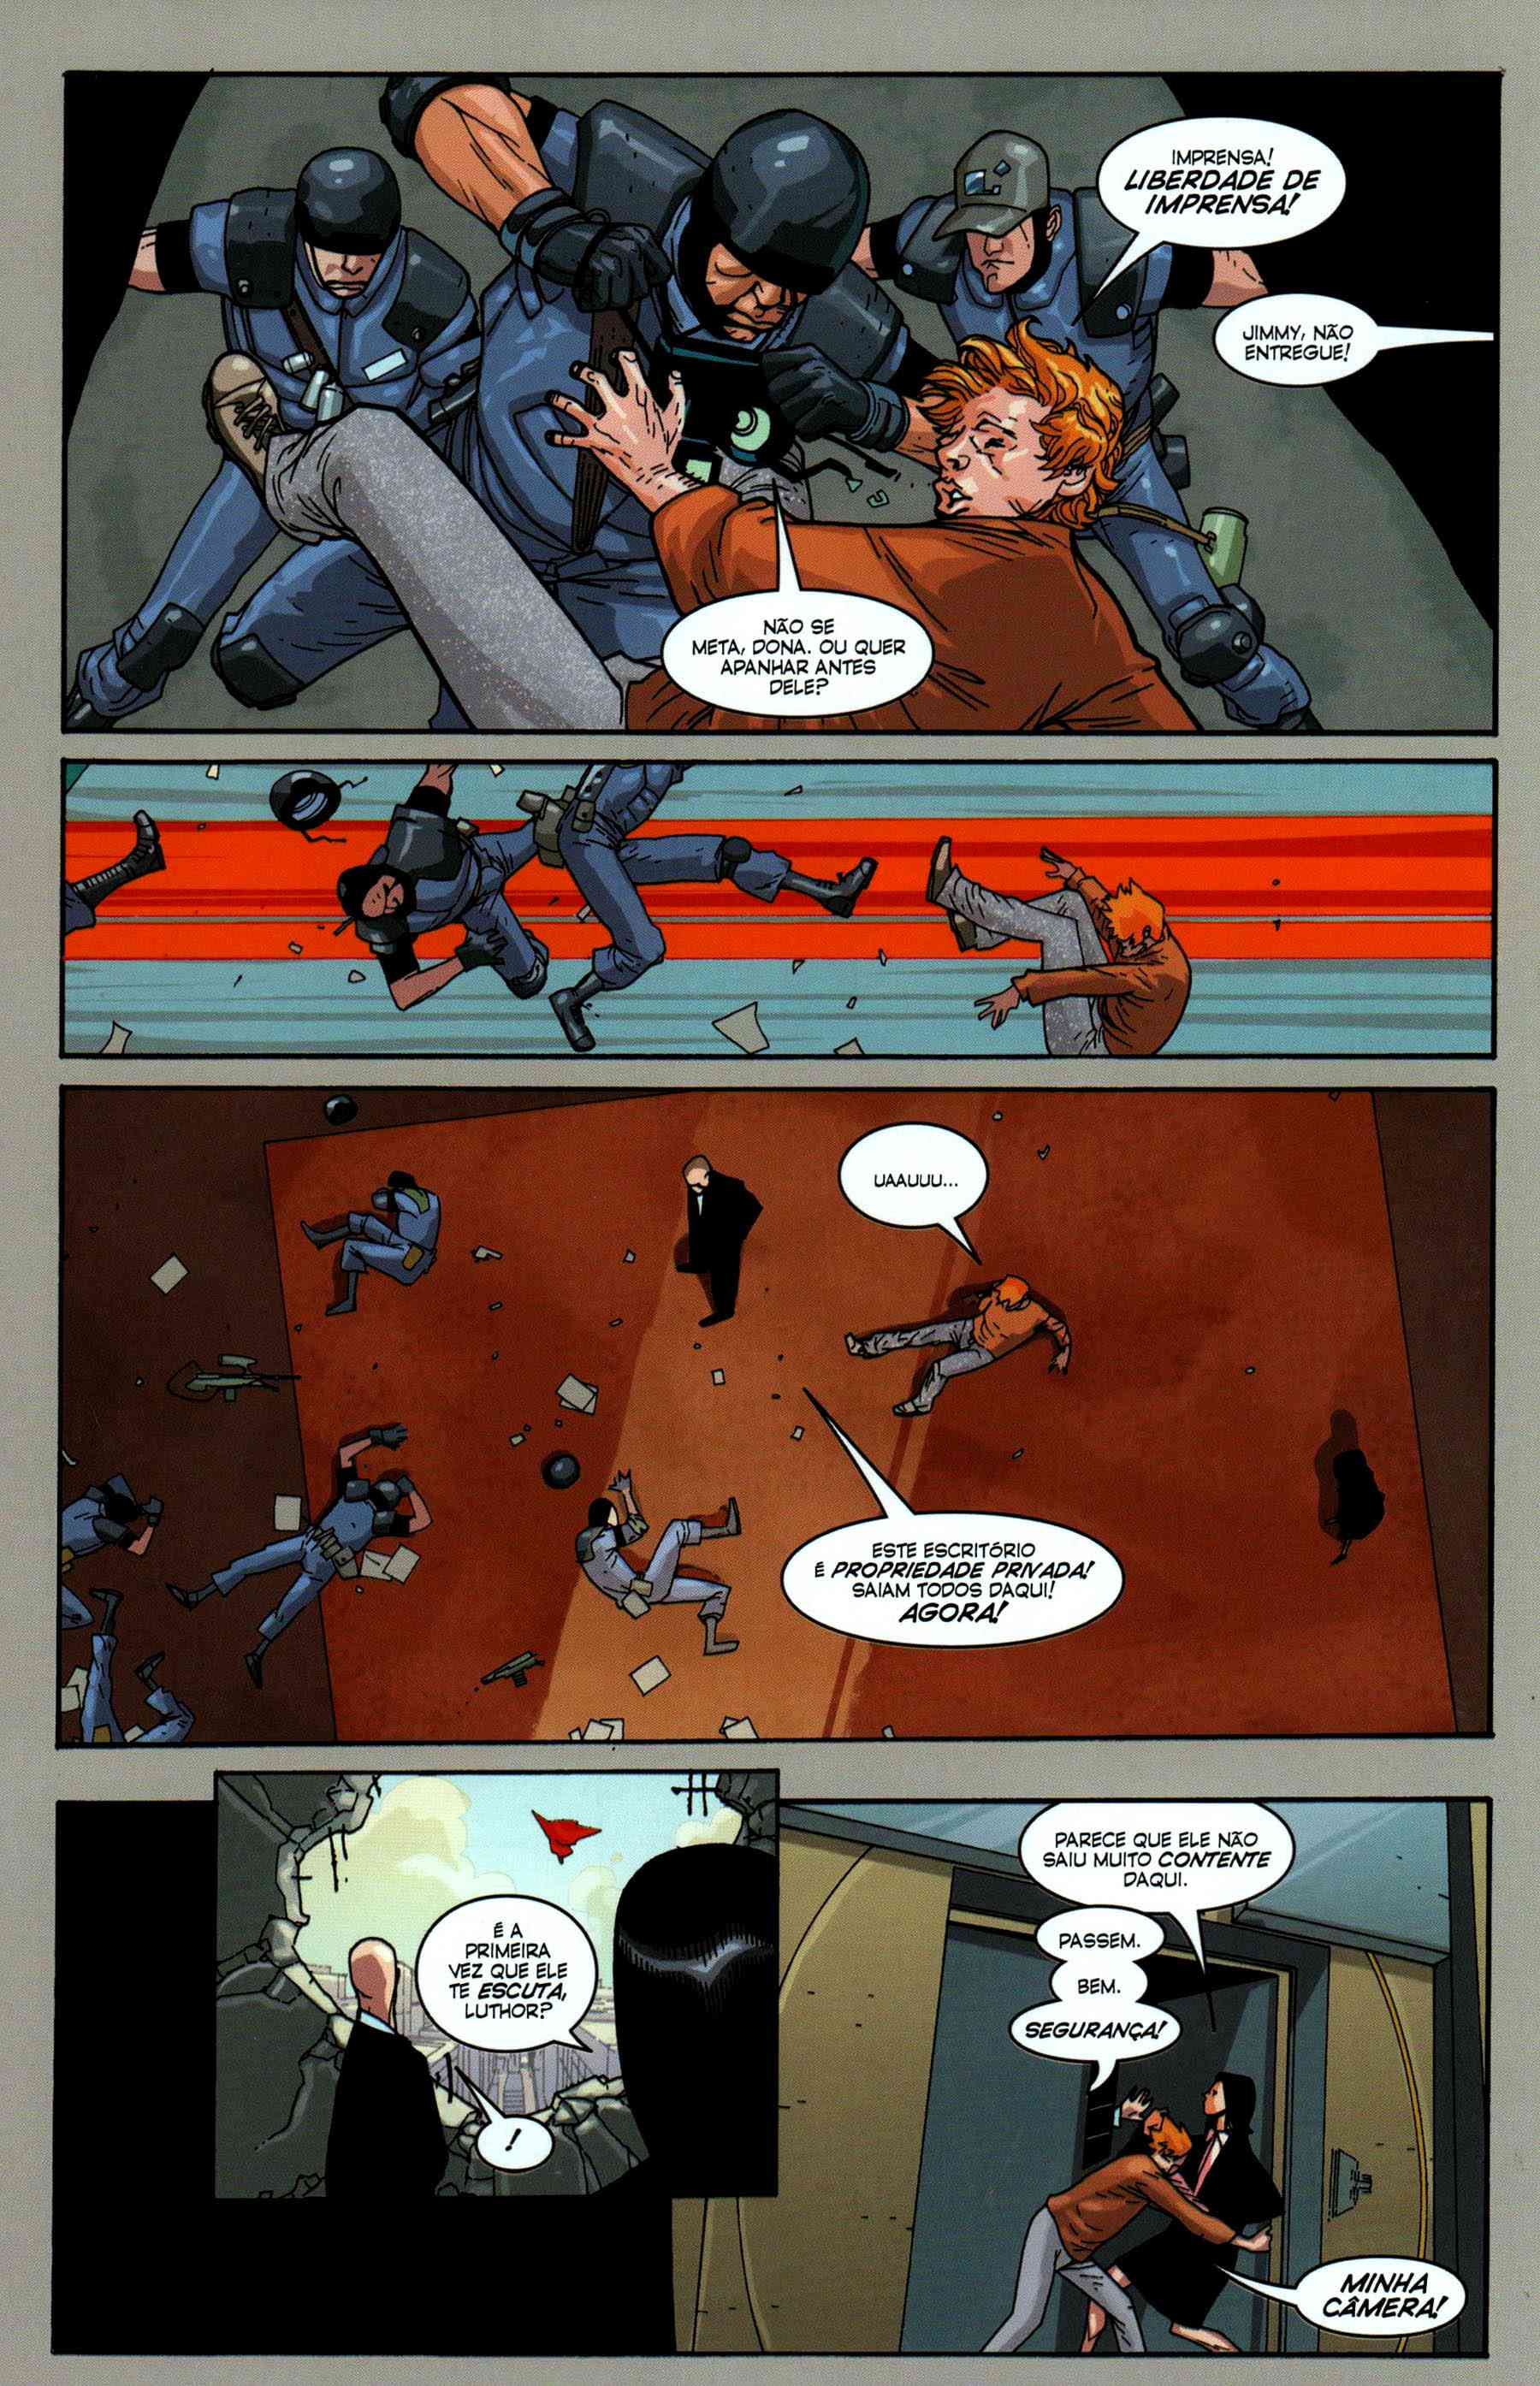 IMPRENSA!
LIBERDADE DE
IMPRENSA!
JIMMY, NÃO
ENTREGUE!
NÃO SE
META, DONA. OU QUER
APANHAR ANTES
DELE?
UAAUUU...
ESTE ESCRITÓRIO
É PROPRIEDADE PRIVADA!
SAIAM TODOS DAQUI!
AGORA!
É A
PRIMEIRA
VEZ QUE ELE
TE ESCUTA,
LUTHOR?
!
PARECE QUE ELE NÃO
SAIU MUITO CONTENTE
DAQUI.
PASSEM.
BEM.
SEGURANÇA!
MINHA
CÂMERA!